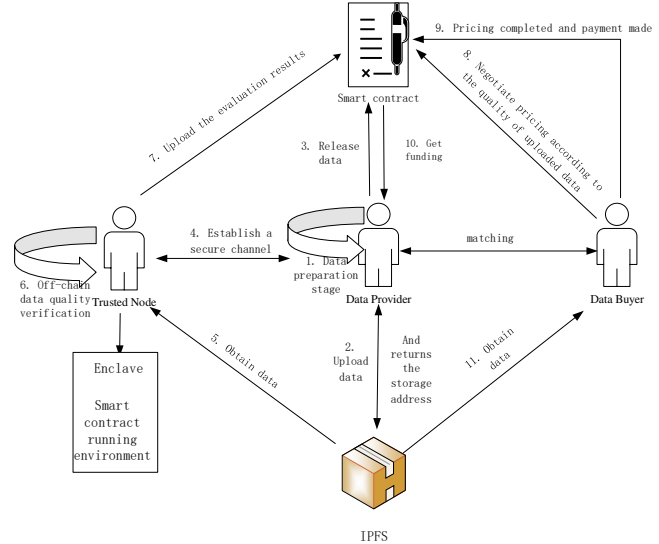 9. Pricing completed and payment made
8. Negotiate pricing according to
the quality of uploaded data
Smart contract
7. Upload the evaluation results
3. Release
data
10. Get
funding
4. Establish a
secure channel
matching
1. Data
preparation
stage
6. Off-chain
data quality
verification
Trusted Node
Data Provider
Data Buyer
5. Obtain data
2.
Upload
data
And
returns
the
storage
address
11. Obtain
data
Enclave
Smart
contract
running
environment
IPFS